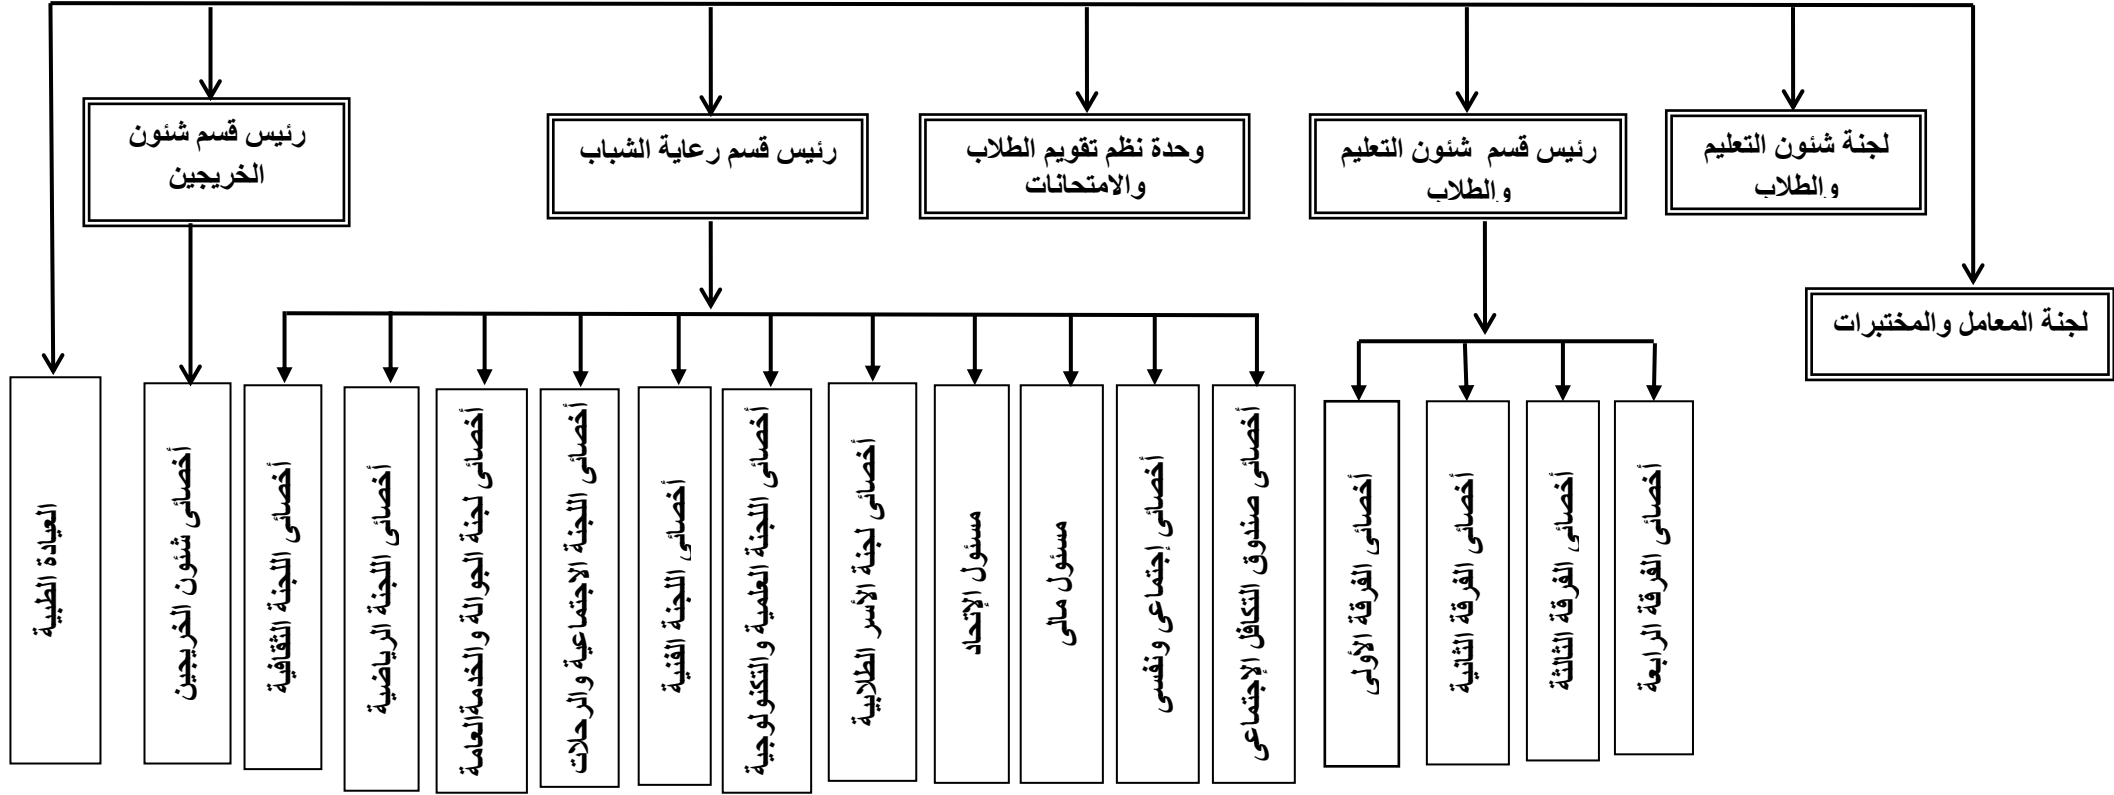 لجنة شئون التعليم
والطلاب
رئيس قسم شئون التعليم
والطلاب
وحدة نظم تقويم الطلاب
والامتحانات
رئيس قسم رعاية الشباب
رئيس قسم شئون
الخريجين
لجنة المعامل والمختبرات
أخصائى الفرقة الرابعة
أخصائى الفرقة الثالثة
أخصائى الفرقة الثانية
أخصائى الفرقة الأولى
أخصائى صندوق التكافل الإجتماعى
أخصائى إجتماعى ونفسى
مسئول مالى
مسئول الإتحاد
أخصائى لجنة الأسر الطلابية
أخصائى اللجنة العلمية والتكنولوجية
أخصائى اللجنة الفنية
أخصائى اللجنة الاجتماعية والرحلات
أخصائى لجنة الجوالة والخدمةالعامة
أخصائى اللجنة الرياضية
أخصائى اللجنة الثقافية
أخصائى شئون الخريجين
العيادة الطبية